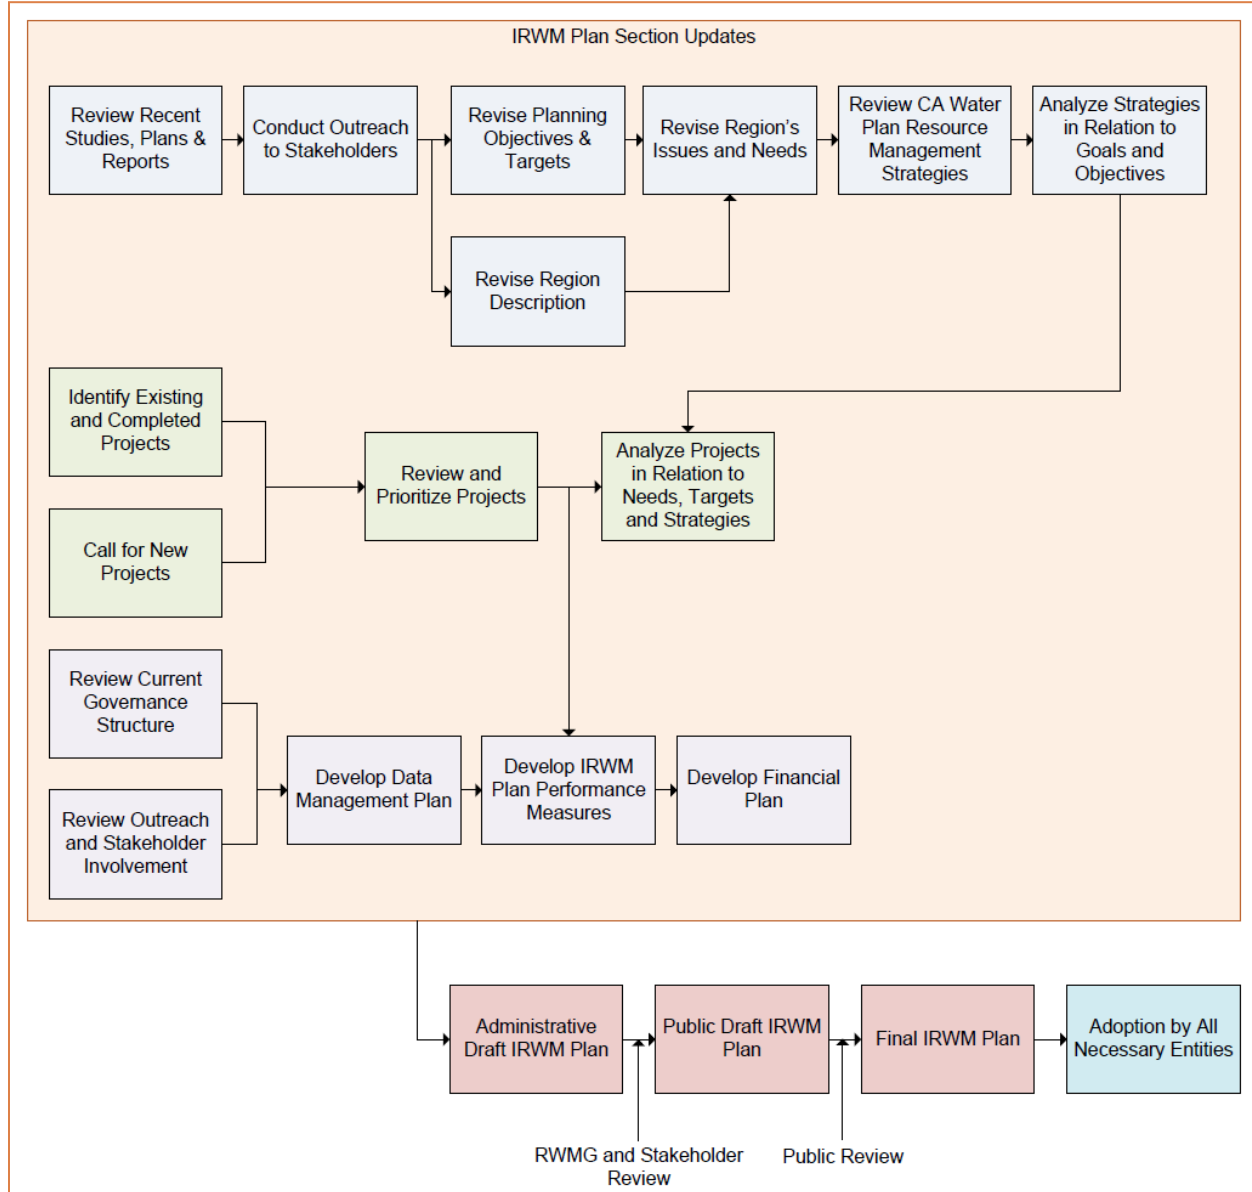 IRWM Plan Section Updates
Review Recent
Studies, Plans &
Reports
Conduct Outreach
to Stakeholders
Revise Planning
Objectives &
Targets
Revise Region's
Issues and Needs
Review CA Water
Plan Resource
Management
Strategies
Analyze Strategies
in Relation to
Goals and
Objectives
Revise Region
Description
Identify Existing
and Completed
Projects
Review and
Prioritize Projects
Analyze Projects
in Relation to
Needs, Targets
and Strategies
Call for New
Projects
Review Current
Governance
Structure
Develop Data
Management Plan
Develop IRWM
Plan Performance
Measures
Develop Financial
Plan
Review Outreach
and Stakeholder
Involvement
Administrative
Draft IRWM Plan
Public Draft IRWM
Plan
Final IRWM Plan
Adoption by All
Necessary Entities
RWMG and Stakeholder
Review
Public Review